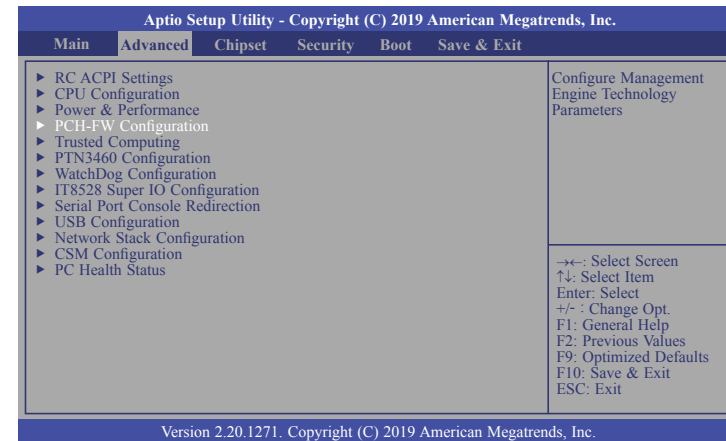 Aptio Setup Utility - Copyright (C) 2019 American Megatrends, Inc.
Main Advanced Chipset Security Boot Save & Exit
► RC ACPI Settings
► CPU Configuration
► Power & Performance
► PCH-FW Configuration
► Trusted Computing
► PTN3460 Configuration
► WatchDog Configuration
► IT8528 Super IO Configuration
► Serial Port Console Redirection
► USB Configuration
► Network Stack Configuration
► CSM Configuration
► PC Health Status
Configure Management
Engine Technology
Parameters
→←: Select Screen
↑↓: Select Item
Enter: Select
+/- : Change Opt.
F1: General Help
F2: Previous Values
F9: Optimized Defaults
F10: Save & Exit
ESC: Exit
Version 2.20.1271. Copyright (C) 2019 American Megatrends, Inc.